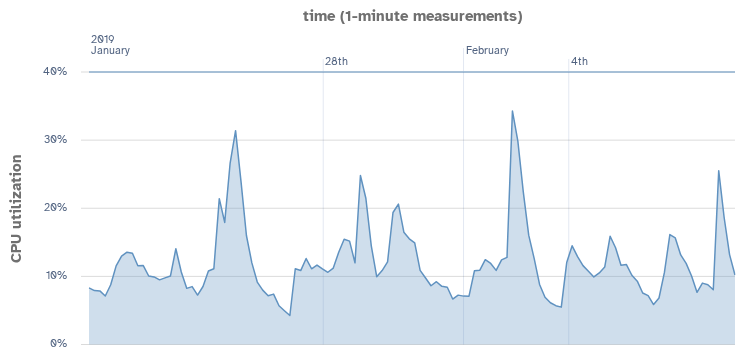 time (1-minute measurements)
2019
January
February
28th
4th
40%
30%
20%
10%
0%
CPU utilization